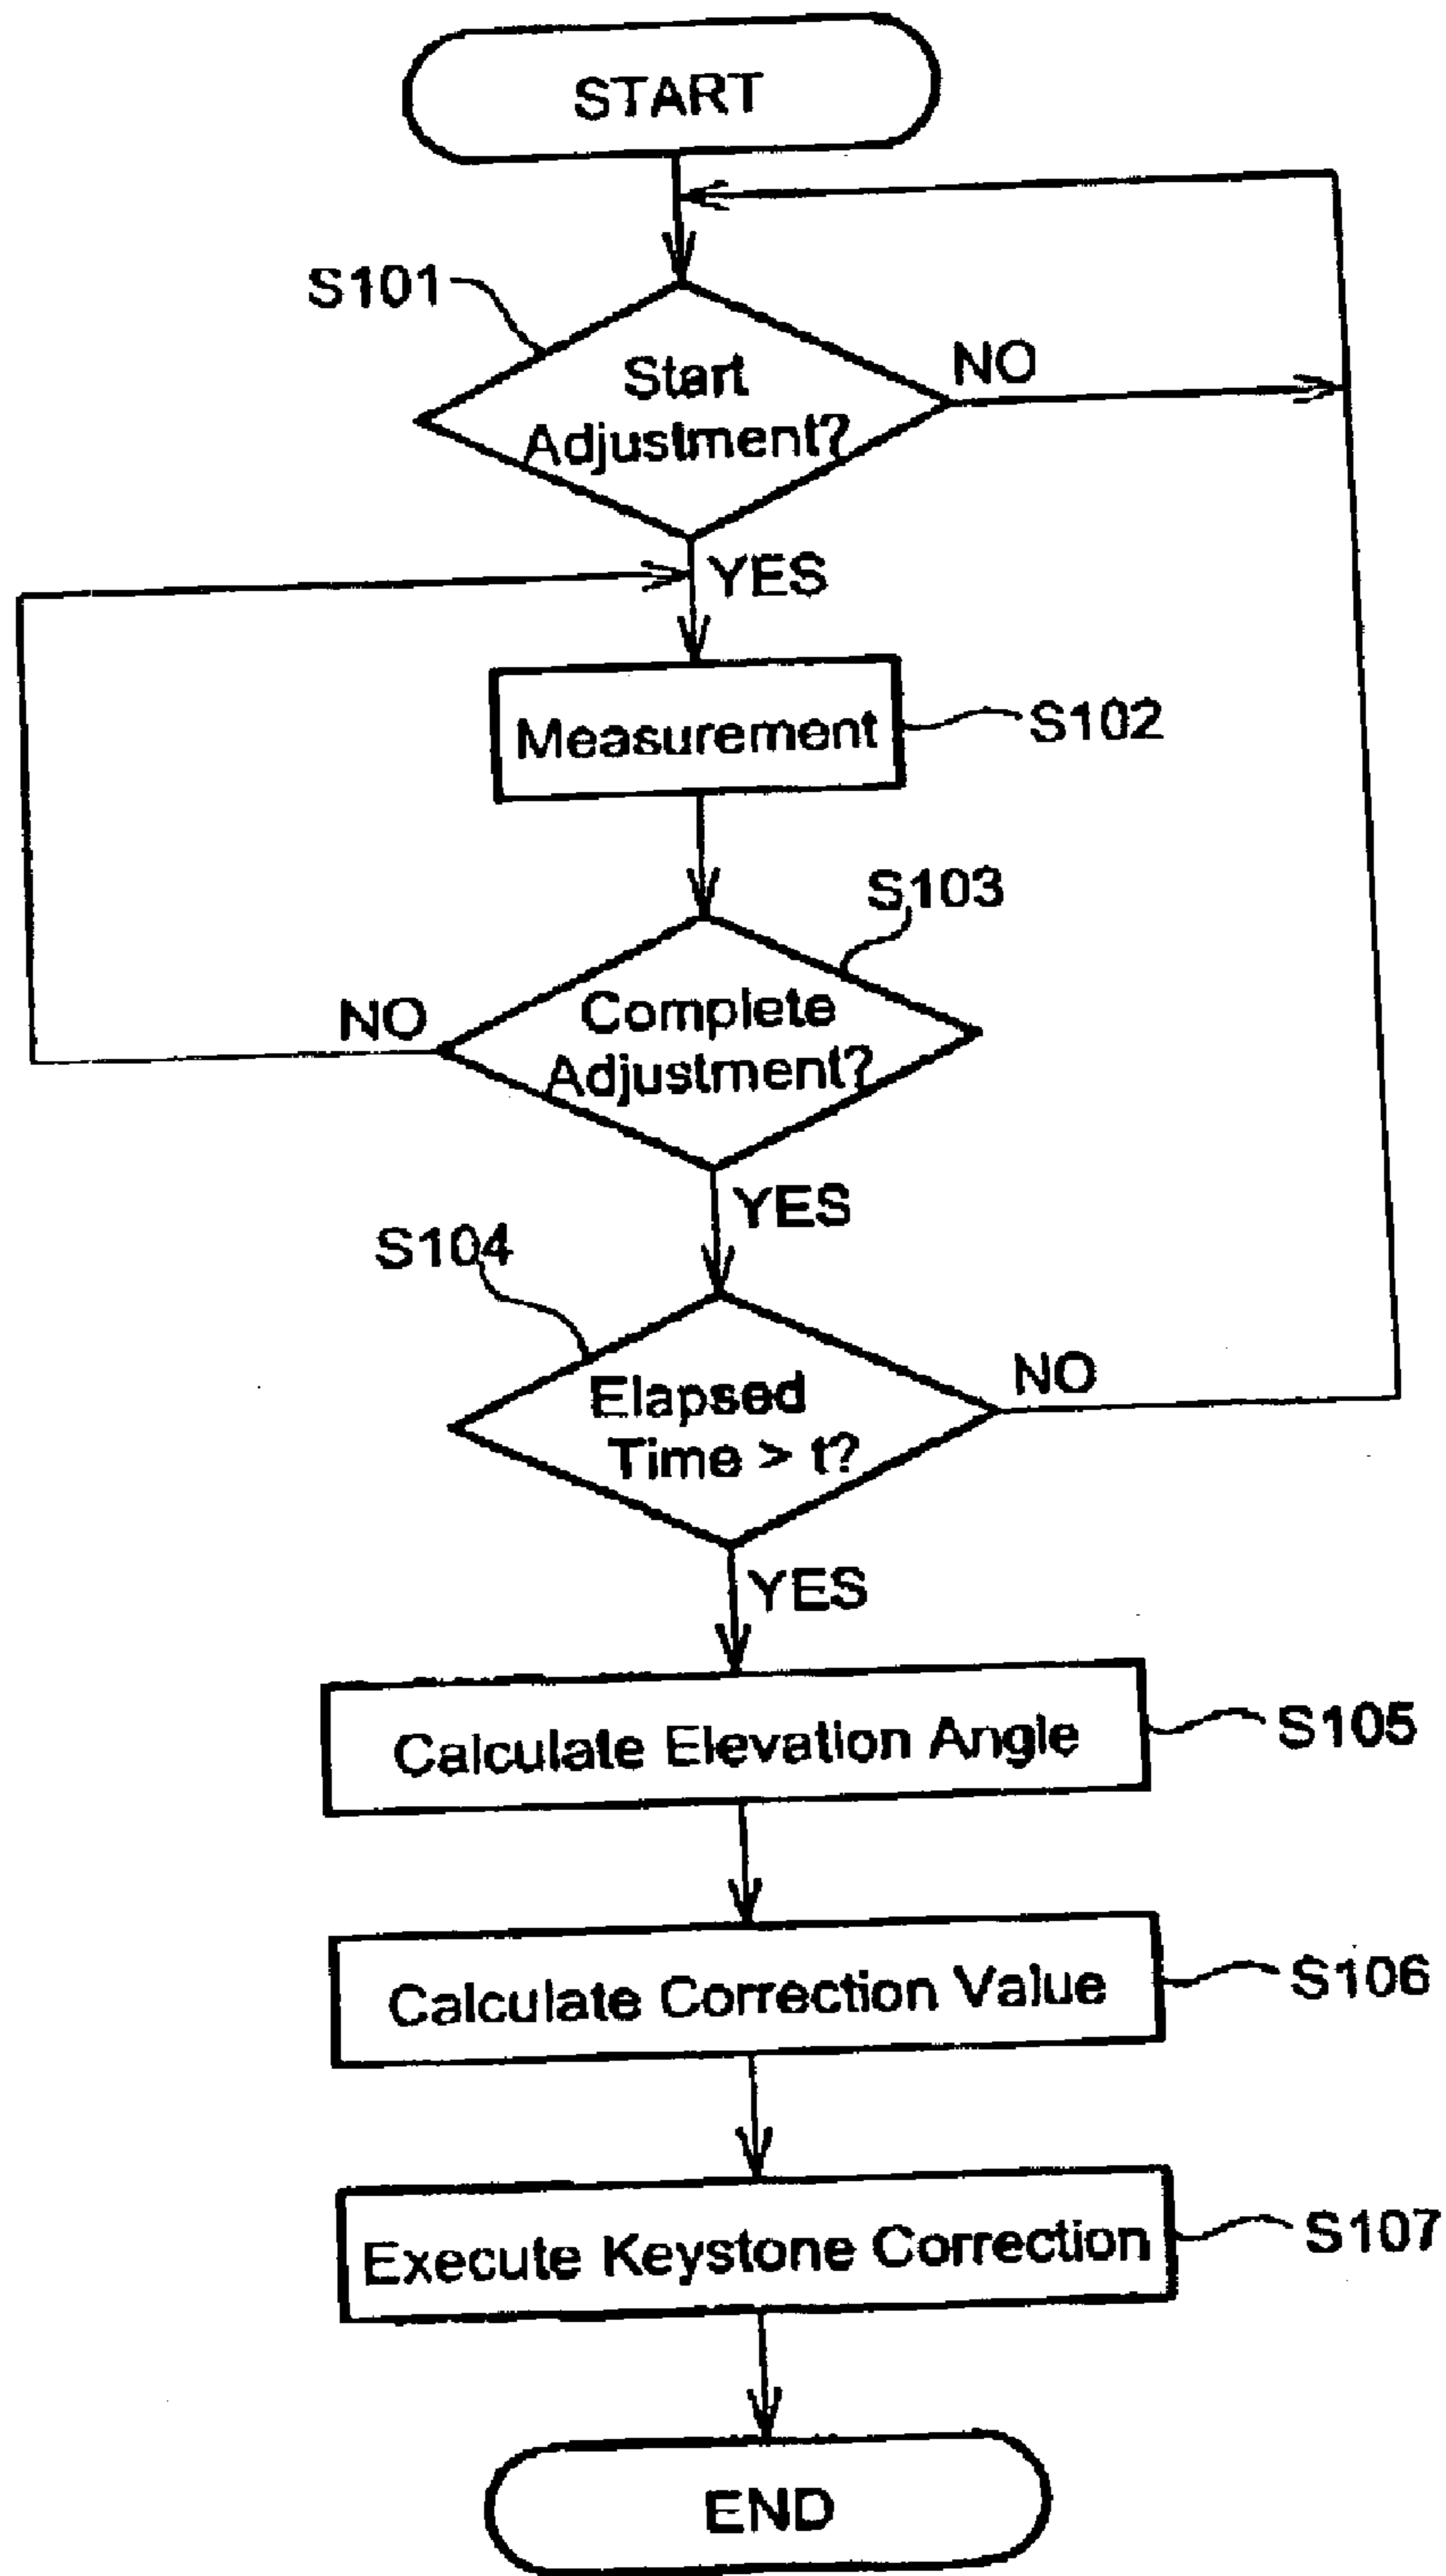 START
S101
Start
Adjustment?
NO
YES
Measurement
S102
S103
Complete
Adjustment?
NO
YES
S104
Elapsed
Time > t?
NO
YES
Calculate Elevation Angle
S105
Calculate Correction Value
S106
Execute Keystone Correction
S107
END